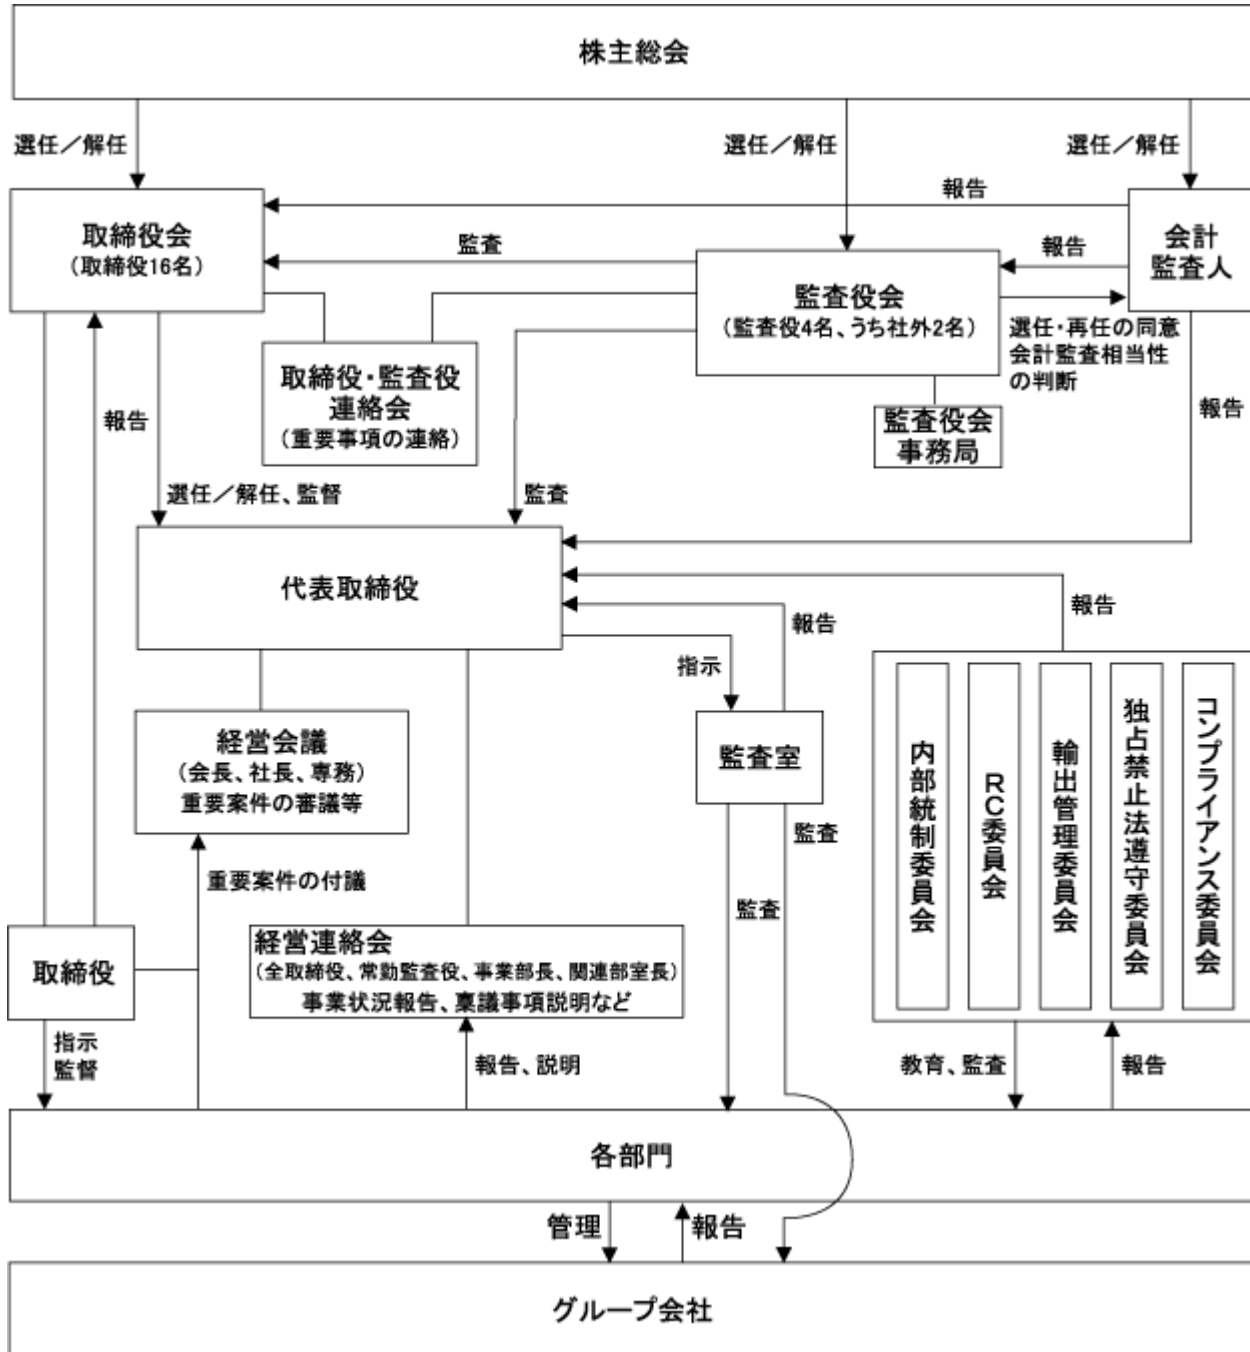 株主総会
選任／解任
選任／解任
選任／解任
報告
取締役会
（取締役16名）
監査
報告
会計
監査人
監査役会
（監査役4名、うち社外2名）
選任・再任の同意
会計監査相当性
の判断
取締役・監査役
連絡会
（重要事項の連絡）
監査役会
事務局
報告
報告
選任／解任、監督
監査
代表取締役
報告
報告
指示
経営会議
（会長、社長、専務）
重要案件の審議等
監査室
内部統制委員会
RC委員会
輸出管理委員会
独占禁止法遵守委員会
コンプライアンス委員会
監査
重要案件の付議
監査
取締役
経営連絡会
（全取締役、常勤監査役、事業部長、関連部室長）
事業状況報告、稟議事項説明など
指示
監督
報告、説明
教育、監査
報告
各部門
管理
報告
グループ会社